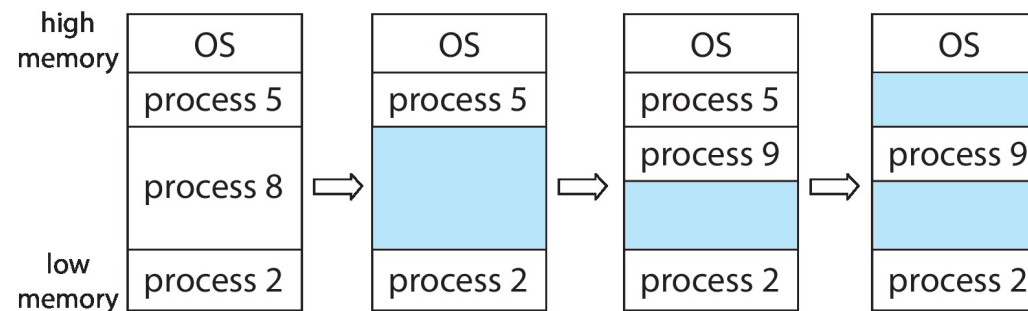 high
memory
OS
process 5
process 8
process 2
low
memory
OS
process 5
process 2
OS
process 5
process 9
process 2
OS
process 9
process 2